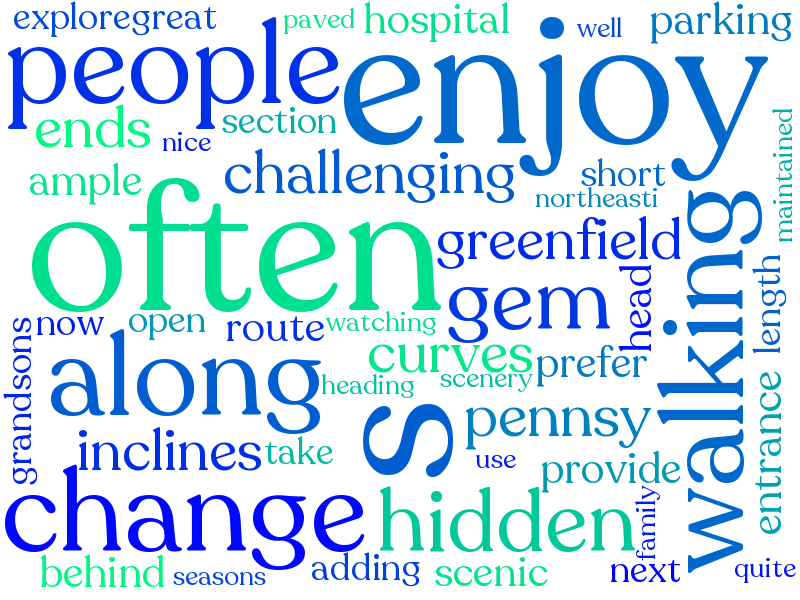 exploregreat
paved
hospital
well
parking
people
enjoy
ends
section
nice
ample
challenging
short
northeasti
maintained
often
greenfield
walking
gem
head
length
now
open
route
watching
grandsons
along
curves
prefer
heading
scenery
s
pennsy
entrance
inclines
take
use
provide
change
hidden
family
behind
seasons
adding
scenic
next
quite